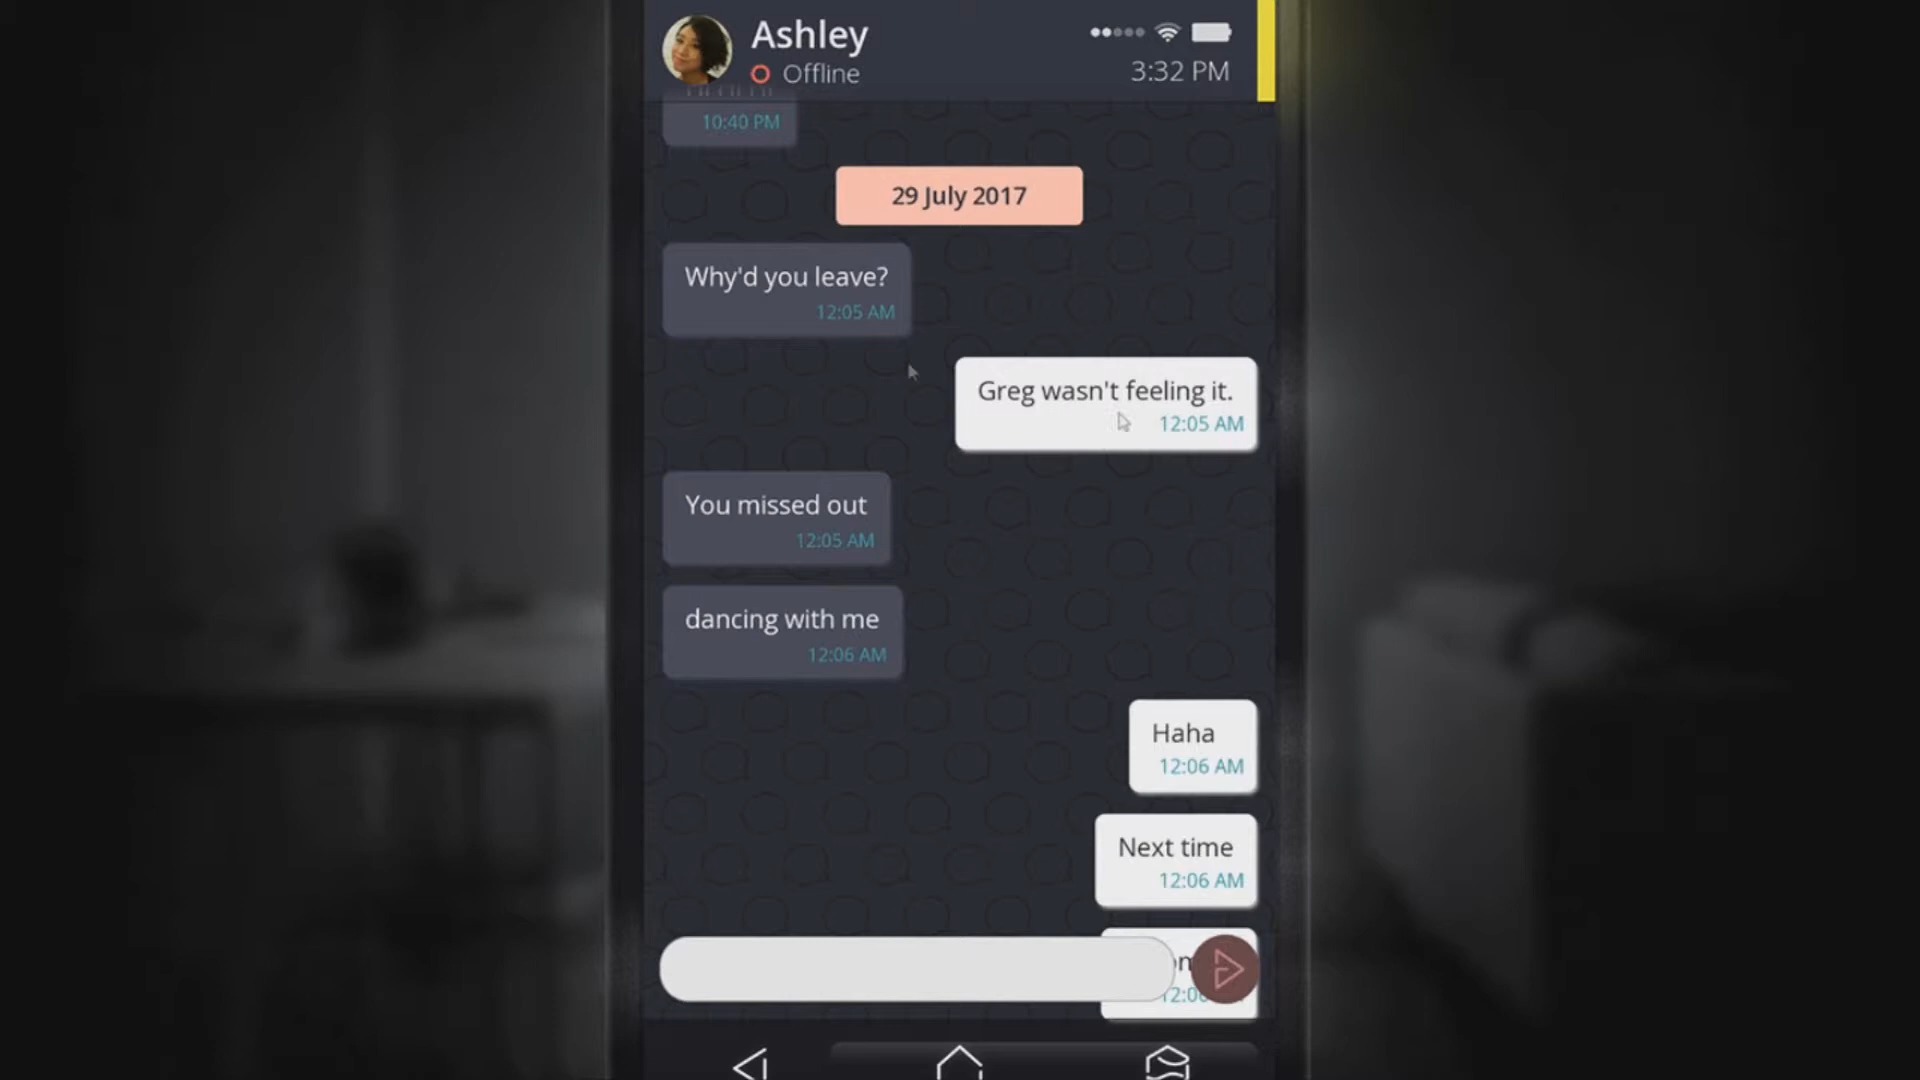 Ashley
Offline
3:32 PM
10:40 PM
29 July 2017
Why'd you leave?
12:05 AM
Greg wasn't feeling it.
12:05 AM
You missed out
12:05 AM
dancing with me
12:06 AM
Haha
12:06 AM
Next time
12:06 AM